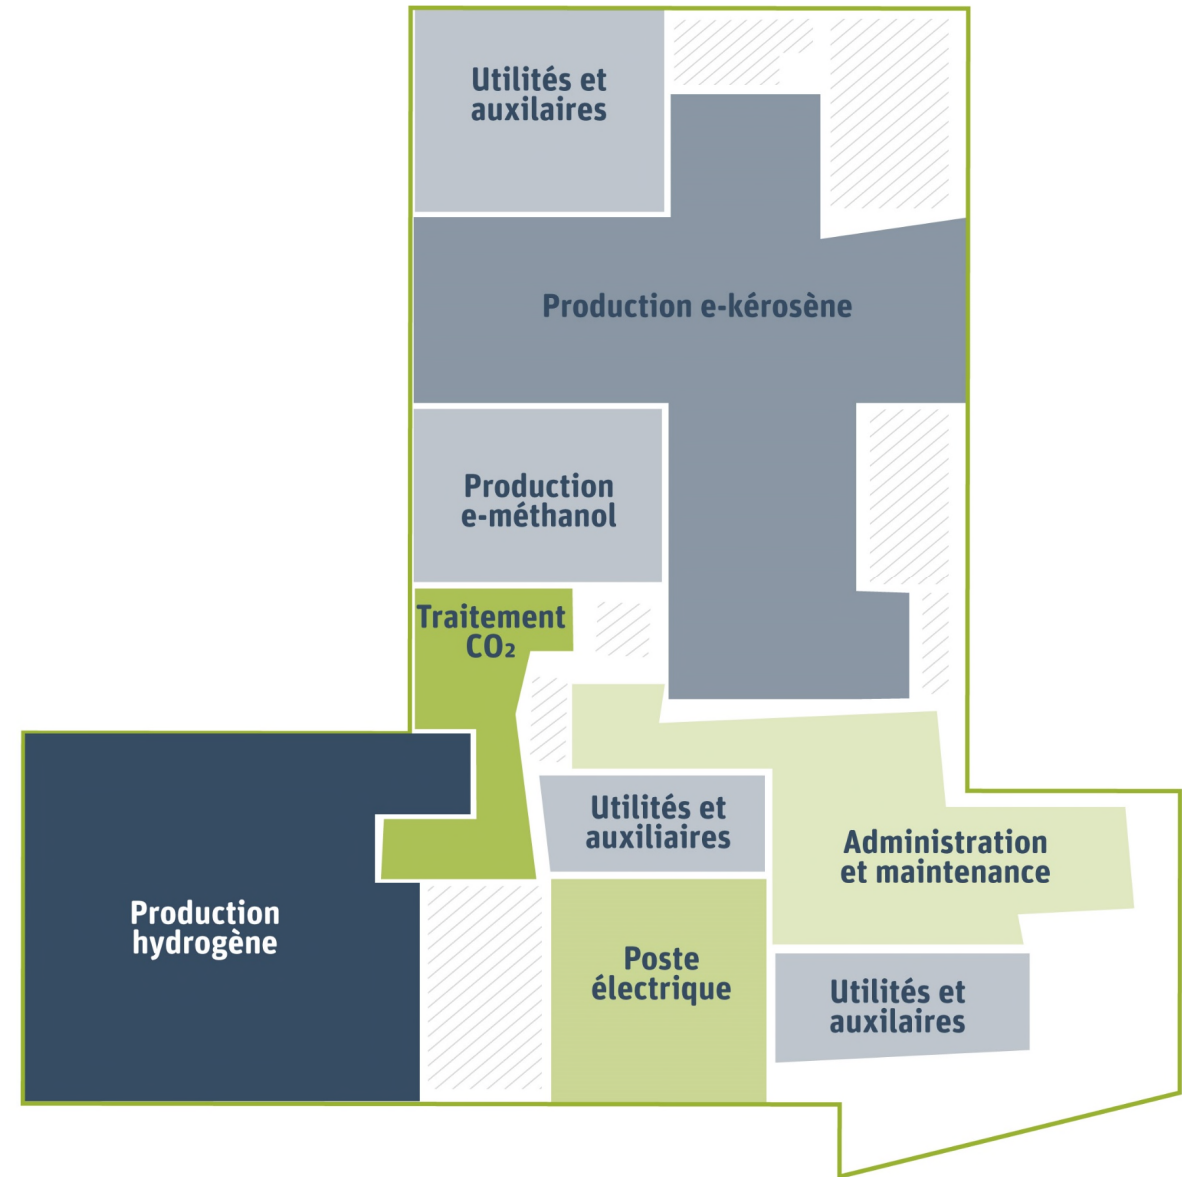 Utilités et
auxilaires
Production e-kérosène
Production
e-méthanol
Traitement
CO₂
Utilités et
auxiliaires
Administration
et maintenance
Production
hydrogène
Poste
électrique
Utilités et
auxilaires